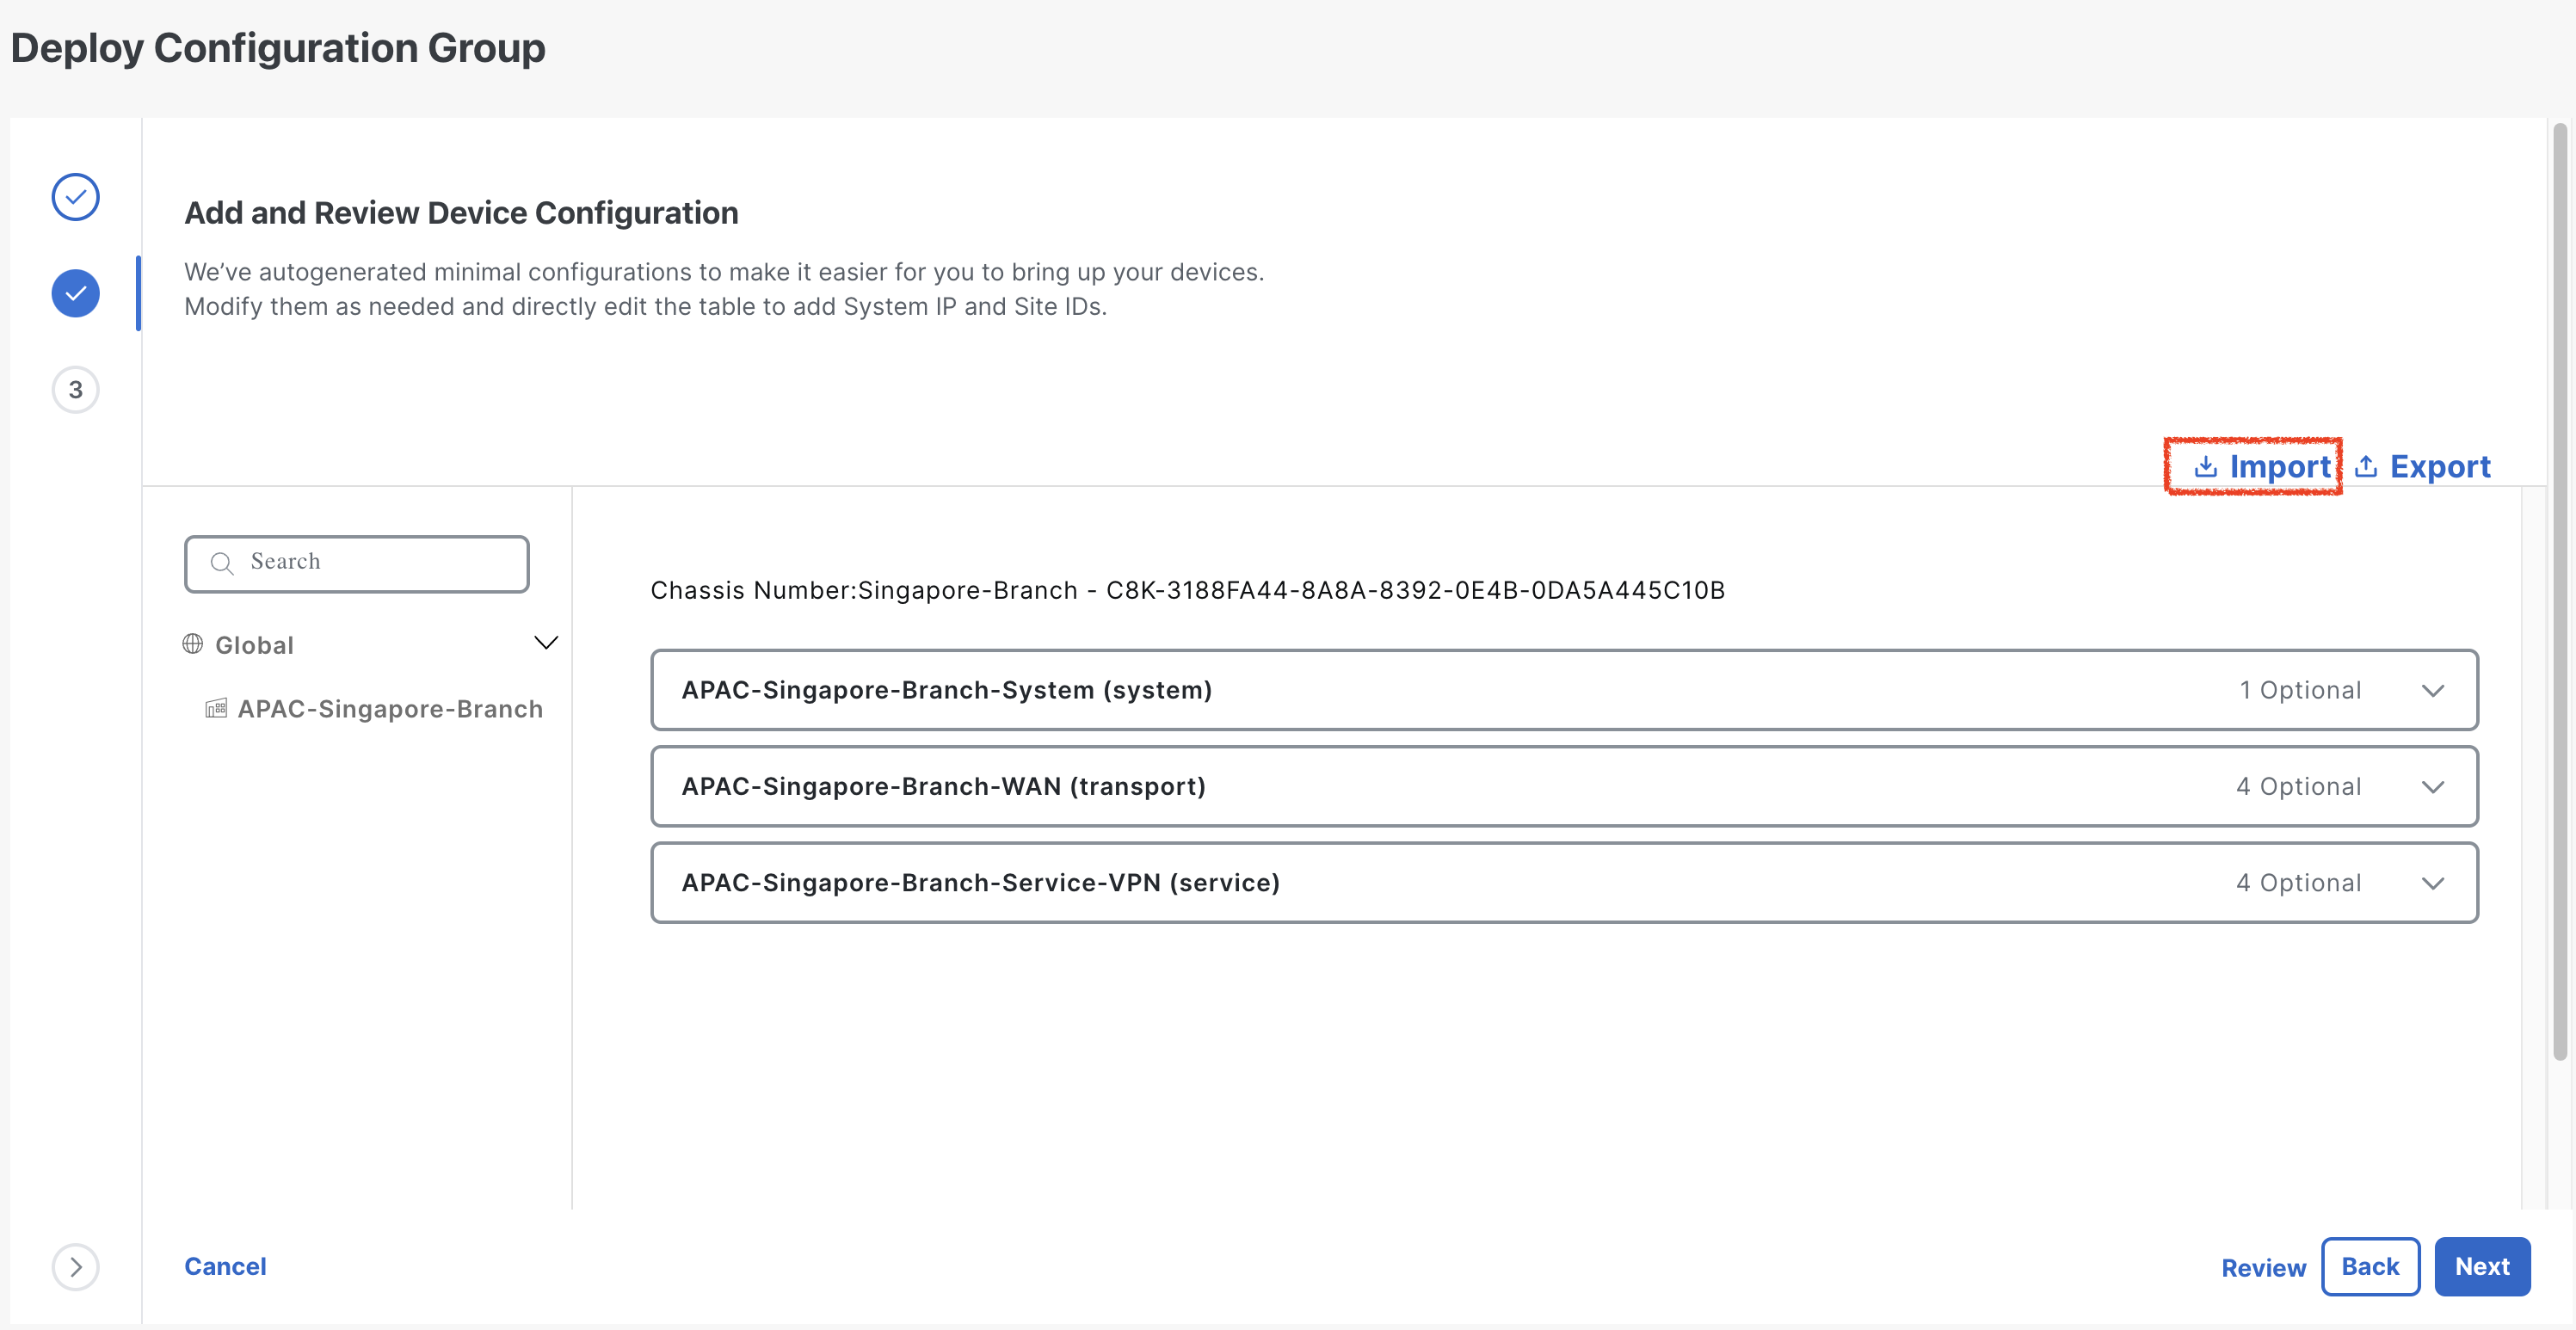 Deploy Configuration Group
Add and Review Device Configuration
We’ve autogenerated minimal configurations to make it easier for you to bring up your devices.
Modify them as needed and directly edit the table to add System IP and Site IDs.
3
Import
Export
Search
Global
APAC-Singapore-Branch
Chassis Number:Singapore-Branch - C8K-3188FA44-8A8A-8392-0E4B-0DA5A445C10B
APAC-Singapore-Branch-System (system) 1 Optional
APAC-Singapore-Branch-WAN (transport) 4 Optional
APAC-Singapore-Branch-Service-VPN (service) 4 Optional
Cancel
Review
Back
Next